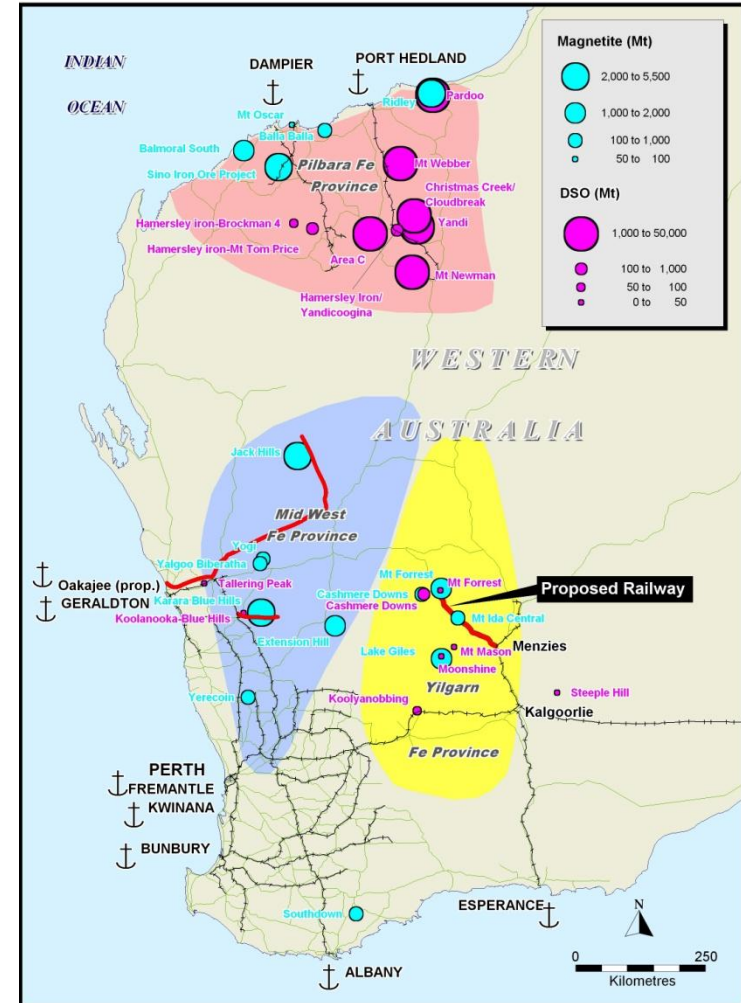 INDIAN
OCEAN
DAMPIER
PORT HEDLAND
Magnetite (Mt)
2,000 to 5,500
1,000 to 2,000
100 to 1,000
50 to 100
DSO (Mt)
1,000 to 50,000
100 to 1,000
50 to 100
0 to 50
Ridley
Pardoo
Mt Oscar
Balla Balla
Balmoral South
Pilbara Fe
Province
Mt Webber
Sino Iron Ore Project
Christmas Creek/
Cloudbreak
Hamersley iron-Brockman 4
Yandi
Hamersley iron-Mt Tom Price
Area C
Mt Newman
Hamersley Iron/
Yandicoogina
WESTERN
AUSTRALIA
Jack Hills
Mid West
Fe Province
Yogi
Yalgoo Biberatha
Oakajee (prop.)
Tallering Peak
GERALDTON
Karara Blue Hills
Koolanooka-Blue Hills
Extension Hill
Mt Forrest
Mt Forrest
Cashmere Downs
Cashmere Downs
Proposed Railway
Mt Ida Central
Lake Giles
Mt Mason
Menzies
Moonshine
Yilgarn
Fe Province
Steeple Hill
Koolyanobbing
Kalgoorlie
Yerecoin
PERTH
FREMANTLE
KWINANA
BUNBURY
Southdown
ESPERANCE
ALBANY
N
0
250
Kilometres